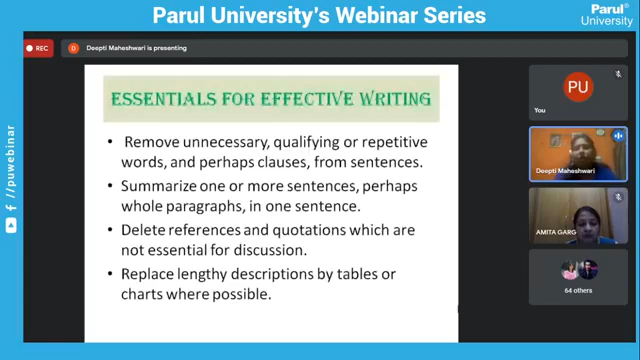 Parul University's Webinar Series
Parul®
University
REC
D
Deepti Maheshwari is presenting
ESSENTIALS FOR EFFECTIVE WRITING
• Remove unnecessary, qualifying or repetitive
words, and perhaps clauses, from sentences.
• Summarize one or more sentences, perhaps
whole paragraphs, in one sentence.
• Delete references and quotations which are
not essential for discussion.
• Replace lengthy descriptions by tables or
charts where possible.
PU
You
Deepti Maheshwari
AMITA GARG
64 others
/puwebinar